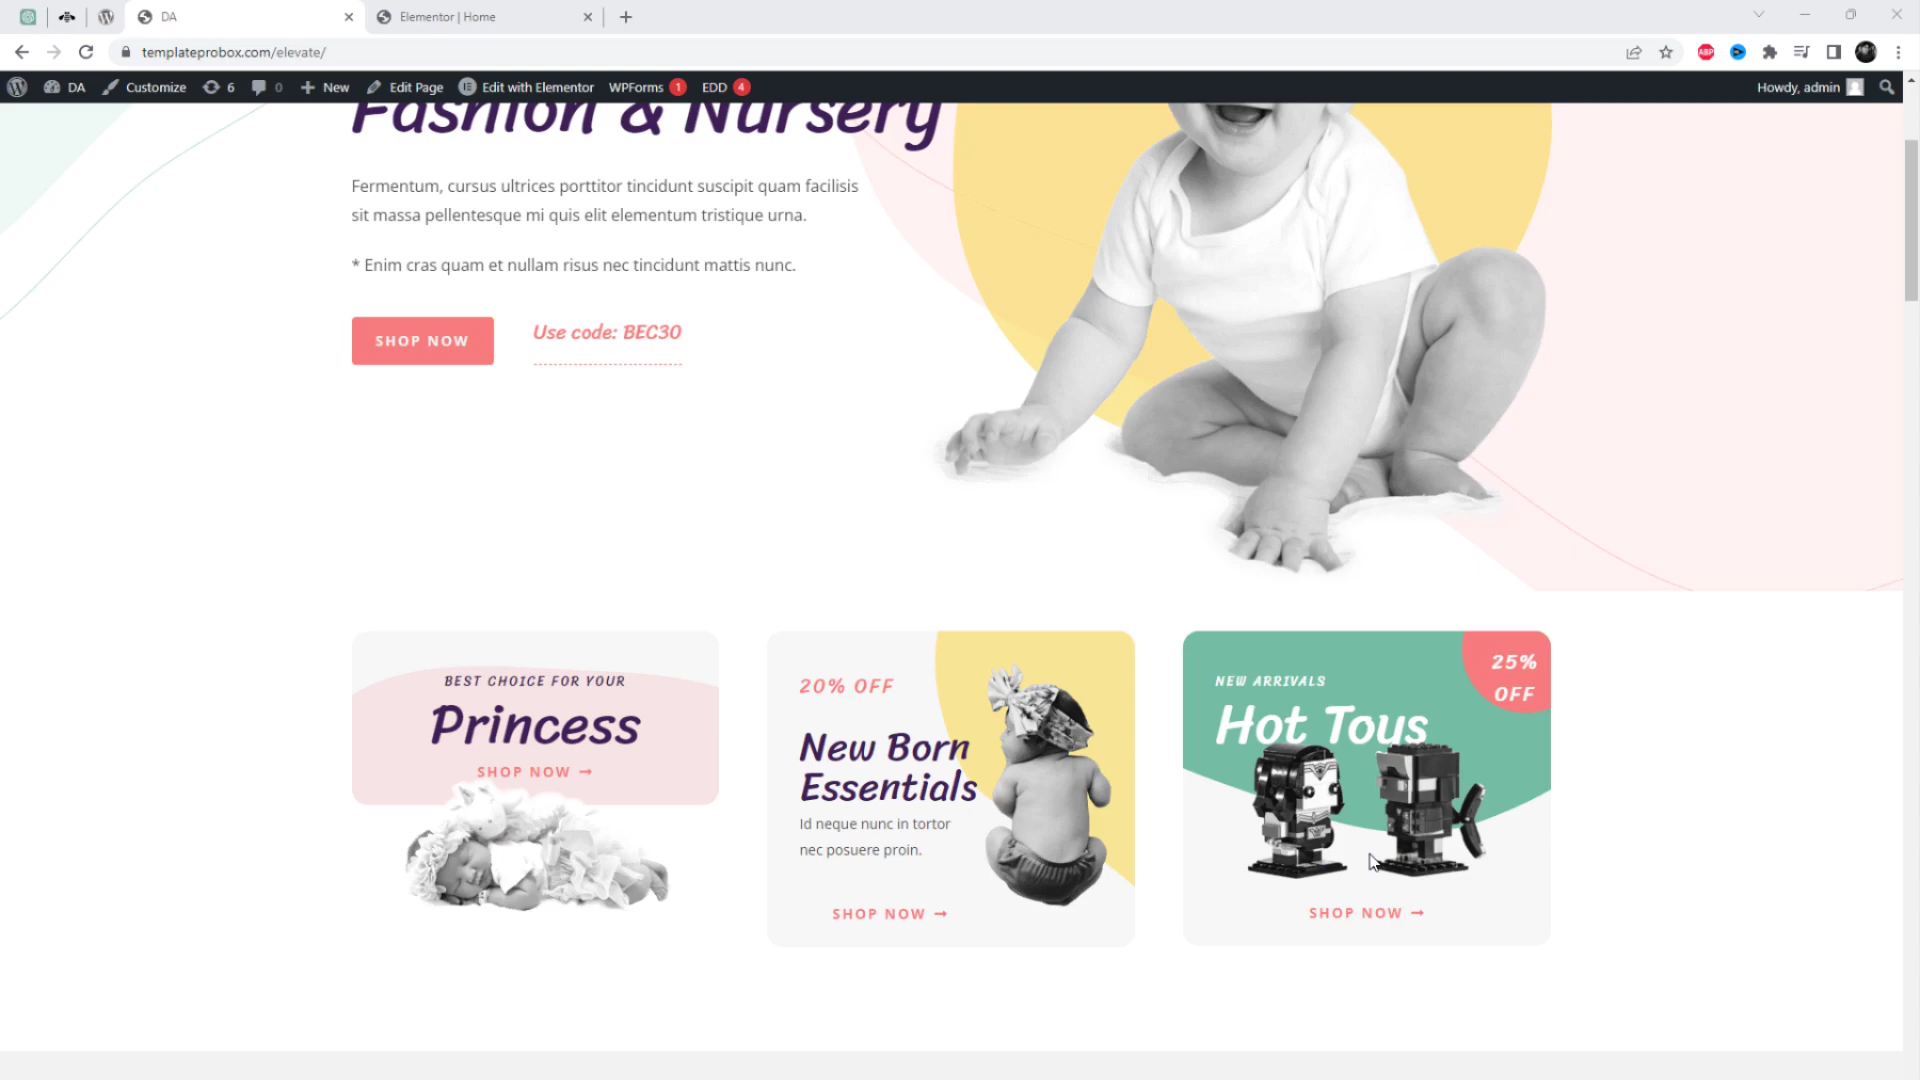 DA
Elementor | Home
templateprobox.com/elevate/
ABP
DA
Customize
6
0
New
Edit Page
Edit with Elementor
WPForms 1
EDD 4
Howdy, admin
Fashion & Nursery
Fermentum, cursus ultrices porttitor tincidunt suscipit quam facilisis
sit massa pellentesque mi quis elit elementum tristique urna.
* Enim cras quam et nullam risus nec tincidunt mattis nunc.
SHOP NOW
Use code: BEC30
BEST CHOICE FOR YOUR
Princess
SHOP NOW →
20% OFF
New Born
Essentials
Id neque nunc in tortor
nec posuere proin.
SHOP NOW →
25%
OFF
NEW ARRIVALS
Hot Tous
SHOP NOW →